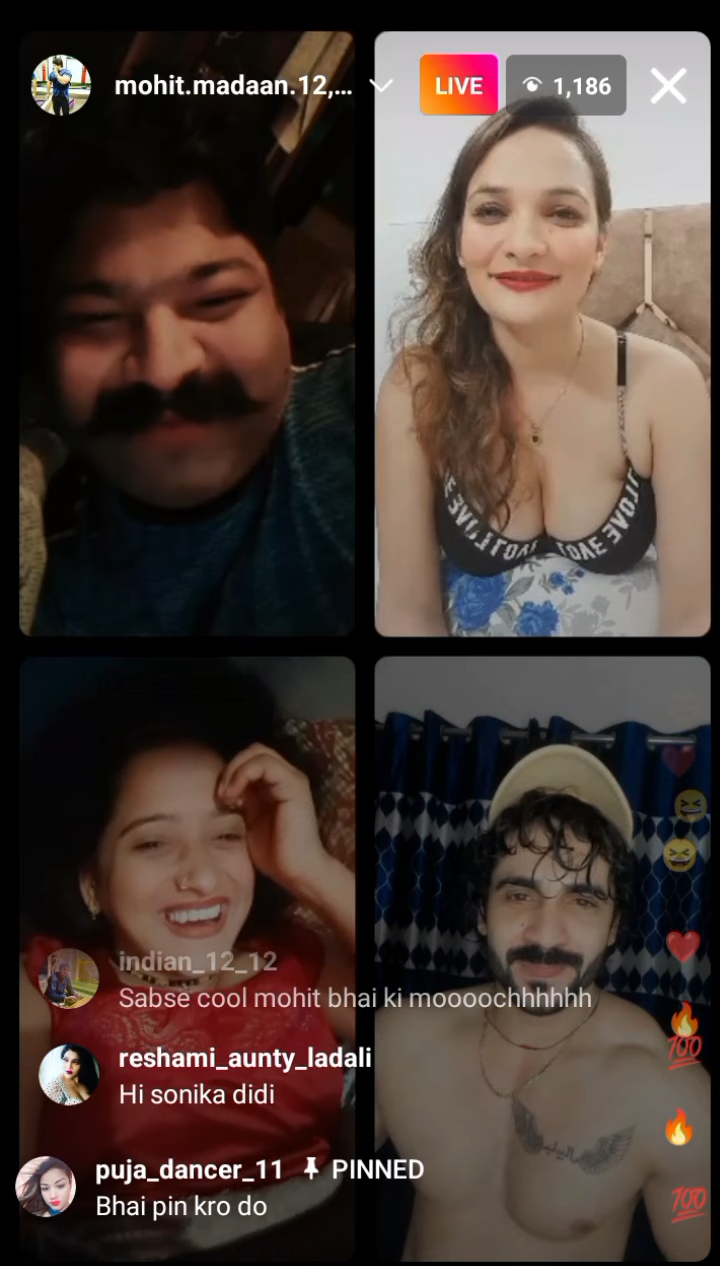 mohit.madaan.12,...
LIVE
1,186
indian_12_12
Sabse cool mohit bhai ki moooochhhhhh
reshami_aunty_ladali
Hi sonika didi
puja_dancer_11 PINNED
Bhai pin kro do
💯
💯